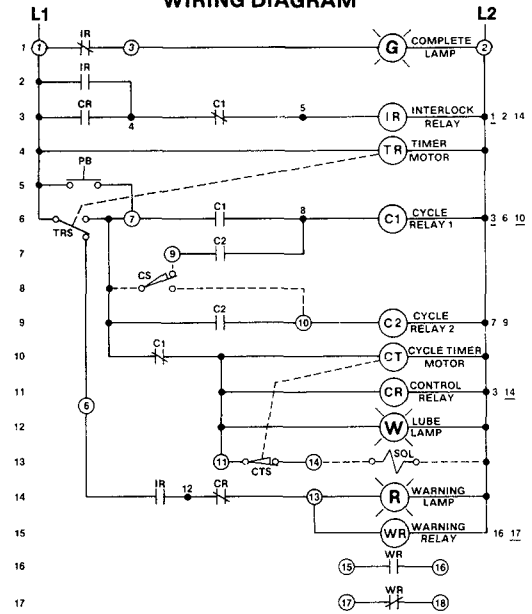 WIRING DIAGRAM
L1 L2
1 1 IR 3 G COMPLETE LAMP 2
2 IR
3 CR 4 C1 5 IR INTERLOCK RELAY 1 2 14
4 TR TIMER MOTOR
5 PB
6 TRS 7 C1 8 C1 CYCLE RELAY 1 3 6 10
7 9 C2
8 CS
9 C2 10 C2 CYCLE RELAY 2 7 9
10 C1 CT CYCLE TIMER MOTOR
11 6 CR CONTROL RELAY 3 14
12 W LUBE LAMP
13 11 CTS 14 SOL
14 IR 12 CR 13 R WARNING LAMP
15 WR WARNING RELAY 16 17
16 15 WR 16
17 17 WR 18